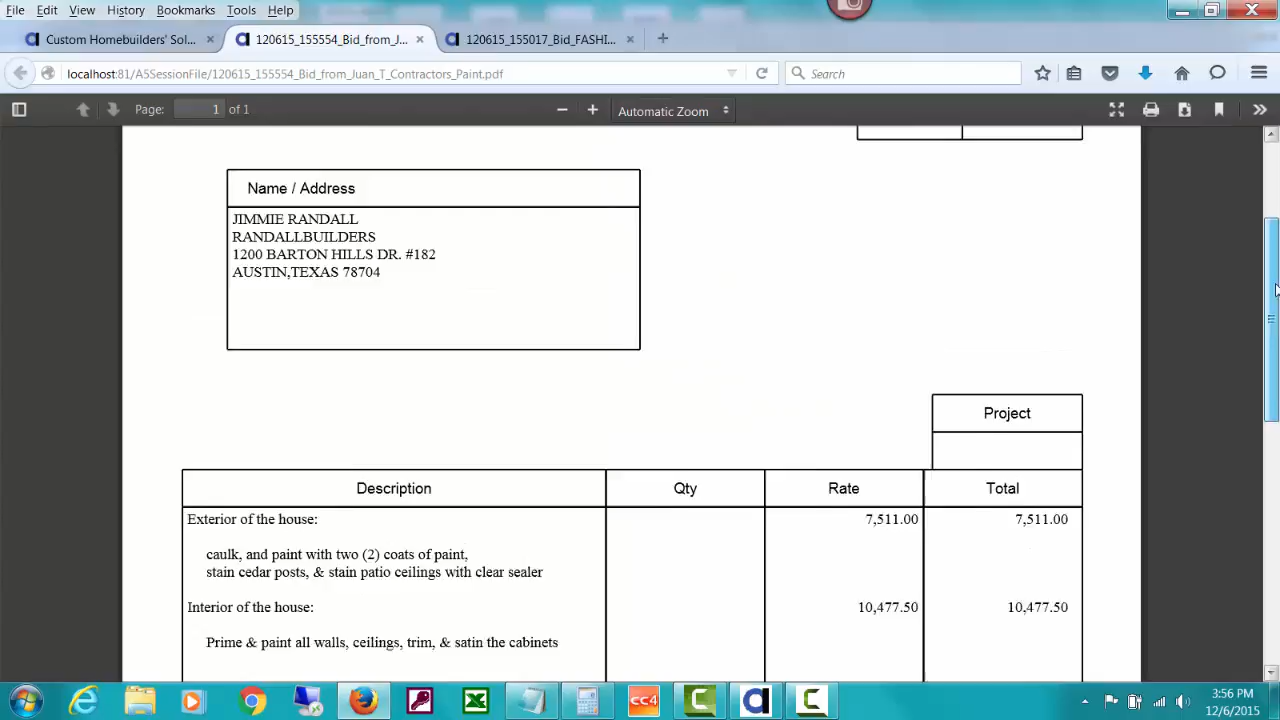 File Edit View History Bookmarks Tools Help
Custom Homebuilders' Sol... × 120615_155554_Bid_from_J... × 120615_155017_Bid_FASHI... × +
localhost:81/A5SessionFile/120615_155554_Bid_from_Juan_T_Contractors_Paint.pdf Search
Page: 1 of 1 Automatic Zoom
Name / Address
JIMMIE RANDALL
RANDALLBUILDERS
1200 BARTON HILLS DR. #182
AUSTIN,TEXAS 78704
Project
Description Qty Rate Total
Exterior of the house: 7,511.00 7,511.00
caulk, and paint with two (2) coats of paint,
stain cedar posts, & stain patio ceilings with clear sealer
Interior of the house: 10,477.50 10,477.50
Prime & paint all walls, ceilings, trim, & satin the cabinets
CC4
3:56 PM
12/6/2015